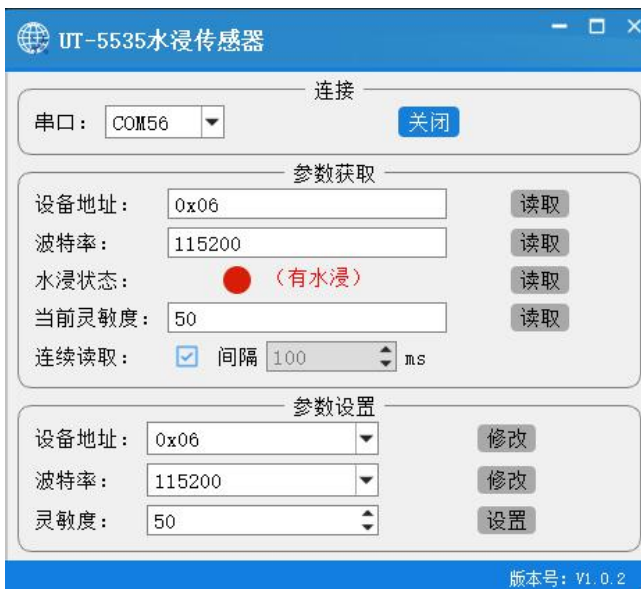 UT-5535水浸传感器
连接
串口： COM56 关闭
参数获取
设备地址： 0x06 读取
波特率： 115200 读取
水浸状态： （有水浸） 读取
当前灵敏度： 50 读取
连续读取： 间隔 100 ms
参数设置
设备地址： 0x06 修改
波特率： 115200 修改
灵敏度： 50 设置
版本号：V1.0.2